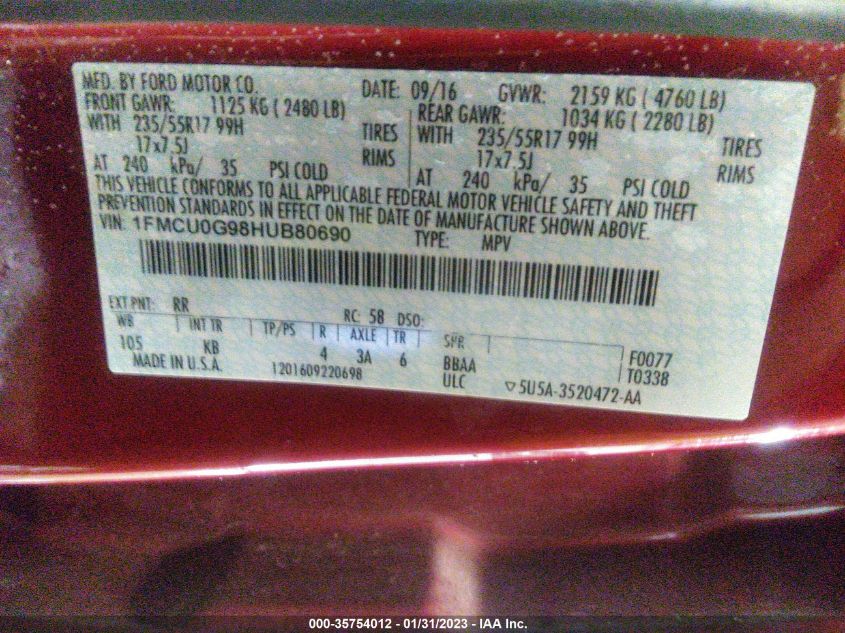 MFD. BY FORD MOTOR CO. DATE: 09/16 GVWR: 2159 KG ( 4760 LB)
FRONT GAWR: 1125 KG ( 2480 LB) REAR GAWR: 1034 KG ( 2280 LB)
WITH 235/55R17 99H TIRES WITH 235/55R17 99H TIRES
17x7.5J RIMS 17x7.5J RIMS
AT 240 kPa/ 35 PSI COLD AT 240 kPa/ 35 PSI COLD
THIS VEHICLE CONFORMS TO ALL APPLICABLE FEDERAL MOTOR VEHICLE SAFETY AND THEFT
PREVENTION STANDARDS IN EFFECT ON THE DATE OF MANUFACTURE SHOWN ABOVE.
VIN: 1FMCU0G98HUB80690 TYPE: MPV
EXT PNT: RR RC: 58 DSO:
WB INT TR TP/PS R AXLE TR SPR
105 KB 4 3A 6 BBAA F0077
MADE IN U.S.A. 1201609220698 ULC T0338
▽5U5A-3520472-AA
000-35754012 - 01/31/2023 - IAA Inc.